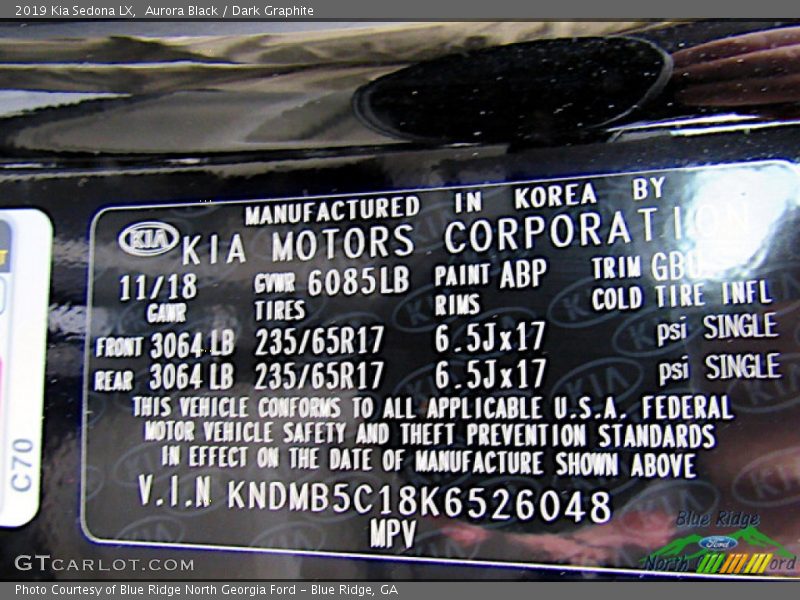 2019 Kia Sedona LX,  Aurora Black / Dark Graphite
MANUFACTURED IN KOREA BY
KIA KIA MOTORS CORPORATION
11/18 GVWR 6085LB PAINT ABP TRIM
GAWR TIRES RIMS COLD TIRE INFL
FRONT 3064 LB 235/65R17 6.5Jx17 psi SINGLE
REAR 3064 LB 235/65R17 6.5Jx17 psi SINGLE
THIS VEHICLE CONFORMS TO ALL APPLICABLE U.S.A. FEDERAL
MOTOR VEHICLE SAFETY AND THEFT PREVENTION STANDARDS
IN EFFECT ON THE DATE OF MANUFACTURE SHOWN ABOVE
V.I.N KNDMB5C18K6526048
MPV
C70
Blue Ridge
Ford
North Ford
GTCARLOT.COM
Photo Courtesy of Blue Ridge North Georgia Ford - Blue Ridge, GA